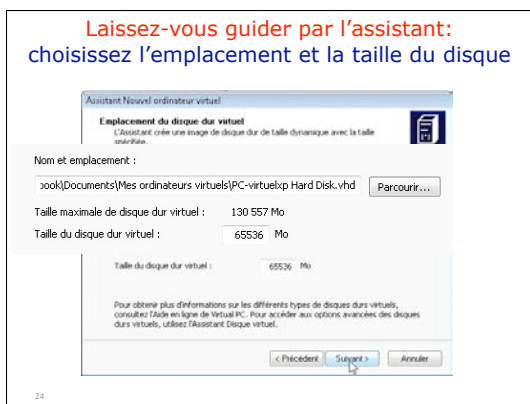 Laissez-vous guider par l'assistant:
choisissez l'emplacement et la taille du disque
Assistant Nouvel ordinateur virtuel
Emplacement du disque dur virtuel
L'Assistant crée une image de disque dur de taille dynamique avec la taille
spécifiée.
Nom et emplacement :
ook\Documents\Mes ordinateurs virtuels\PC-virtuelxp Hard Disk.vhd
Parcourir...
Taille maximale de disque dur virtuel : 130 557 Mo
Taille du disque dur virtuel : 65536 Mo
Taille du disque dur virtuel : 65536 Mo
Pour obtenir plus d'informations sur les différents types de disques durs virtuels,
consultez l'Aide en ligne de Virtual PC. Pour accéder aux options avancées des disques
durs virtuels, utilisez l'Assistant Disque virtuel.
< Précédent Suivant > Annuler
24